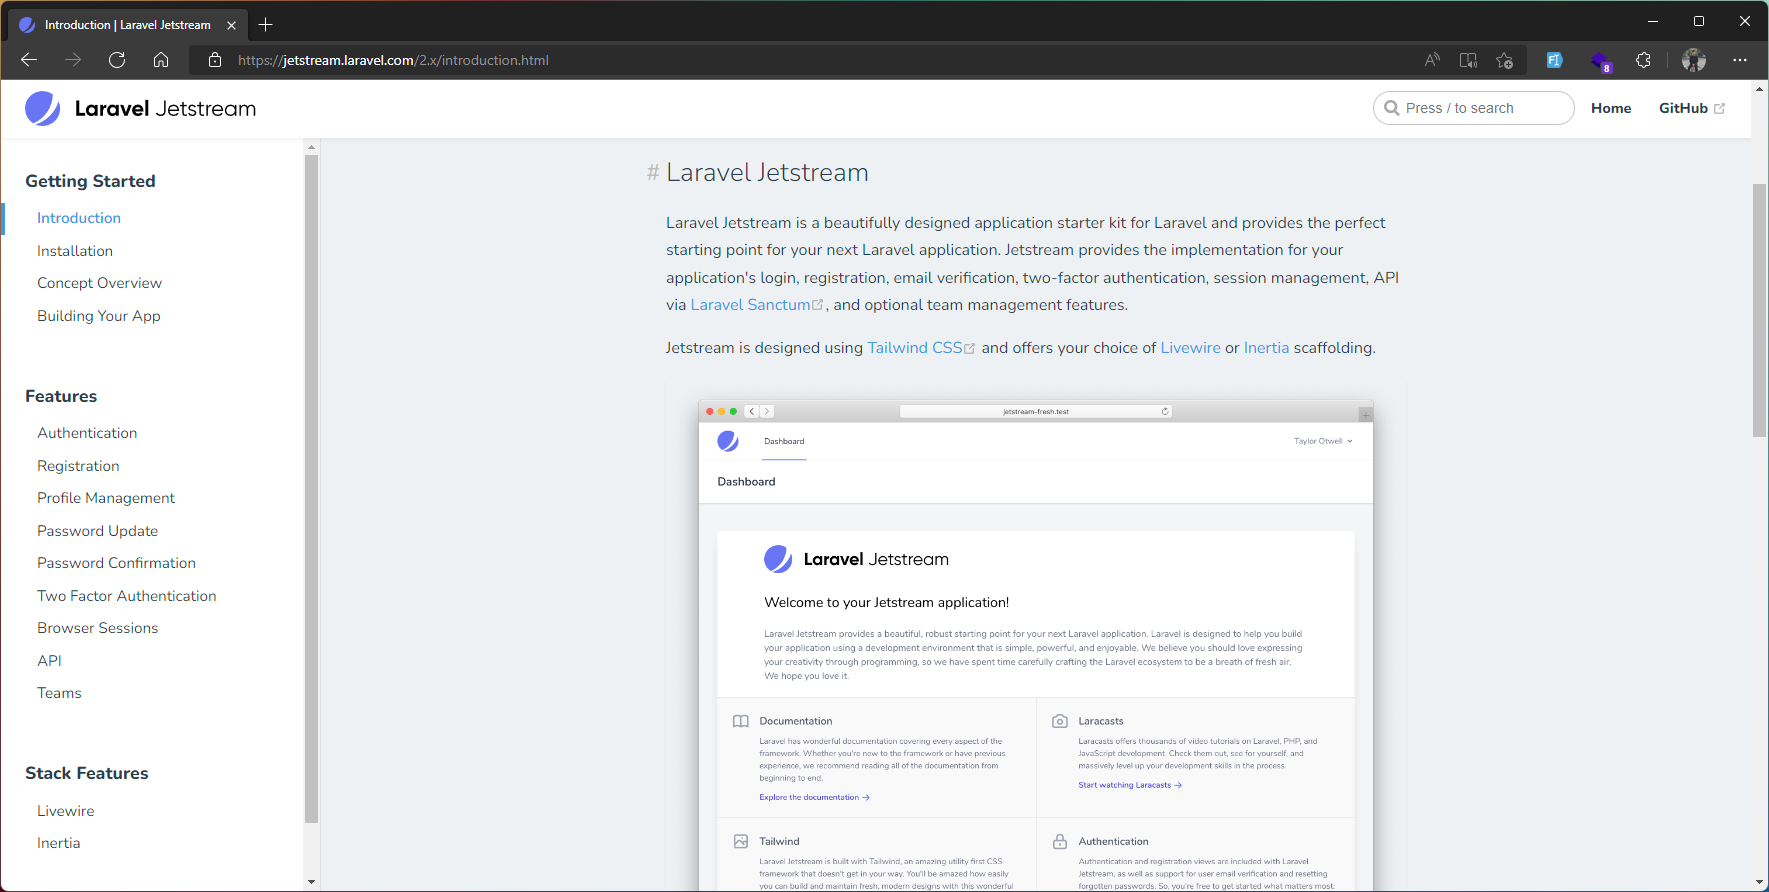 Introduction | Laravel Jetstream
https://jetstream.laravel.com/2.x/introduction.html
8
Laravel Jetstream
Press / to search
Home
GitHub
Getting Started
Introduction
Installation
Concept Overview
Building Your App
Features
Authentication
Registration
Profile Management
Password Update
Password Confirmation
Two Factor Authentication
Browser Sessions
API
Teams
Stack Features
Livewire
Inertia
# Laravel Jetstream
Laravel Jetstream is a beautifully designed application starter kit for Laravel and provides the perfect
starting point for your next Laravel application. Jetstream provides the implementation for your
application's login, registration, email verification, two-factor authentication, session management, API
via Laravel Sanctum, and optional team management features.
Jetstream is designed using Tailwind CSS and offers your choice of Livewire or Inertia scaffolding.
jetstream-fresh.test
Dashboard
Taylor Otwell
Dashboard
Laravel Jetstream
Welcome to your Jetstream application!
Laravel Jetstream provides a beautiful, robust starting point for your next Laravel application. Laravel is designed to help you build
your application using a development environment that is simple, powerful, and enjoyable. We believe you should love expressing
your creativity through programming, so we have spent time carefully crafting the Laravel ecosystem to be a breath of fresh air.
We hope you love it.
Documentation
Laravel has wonderful documentation covering every aspect of the
framework. Whether you're new to the framework or have previous
experience, we recommend reading all of the documentation from
beginning to end.
Explore the documentation →
Laracasts
Laracasts offers thousands of video tutorials on Laravel, PHP, and
JavaScript development. Check them out, see for yourself, and
massively level up your development skills in the process.
Start watching Laracasts →
Tailwind
Laravel Jetstream is built with Tailwind, an amazing utility first CSS
framework that doesn't get in your way. You'll be amazed how easily
you can build and maintain fresh, modern designs with this wonderful
Authentication
Authentication and registration views are included with Laravel
Jetstream, as well as support for user email verification and resetting
forgotten passwords. So, you're free to get started what matters most: